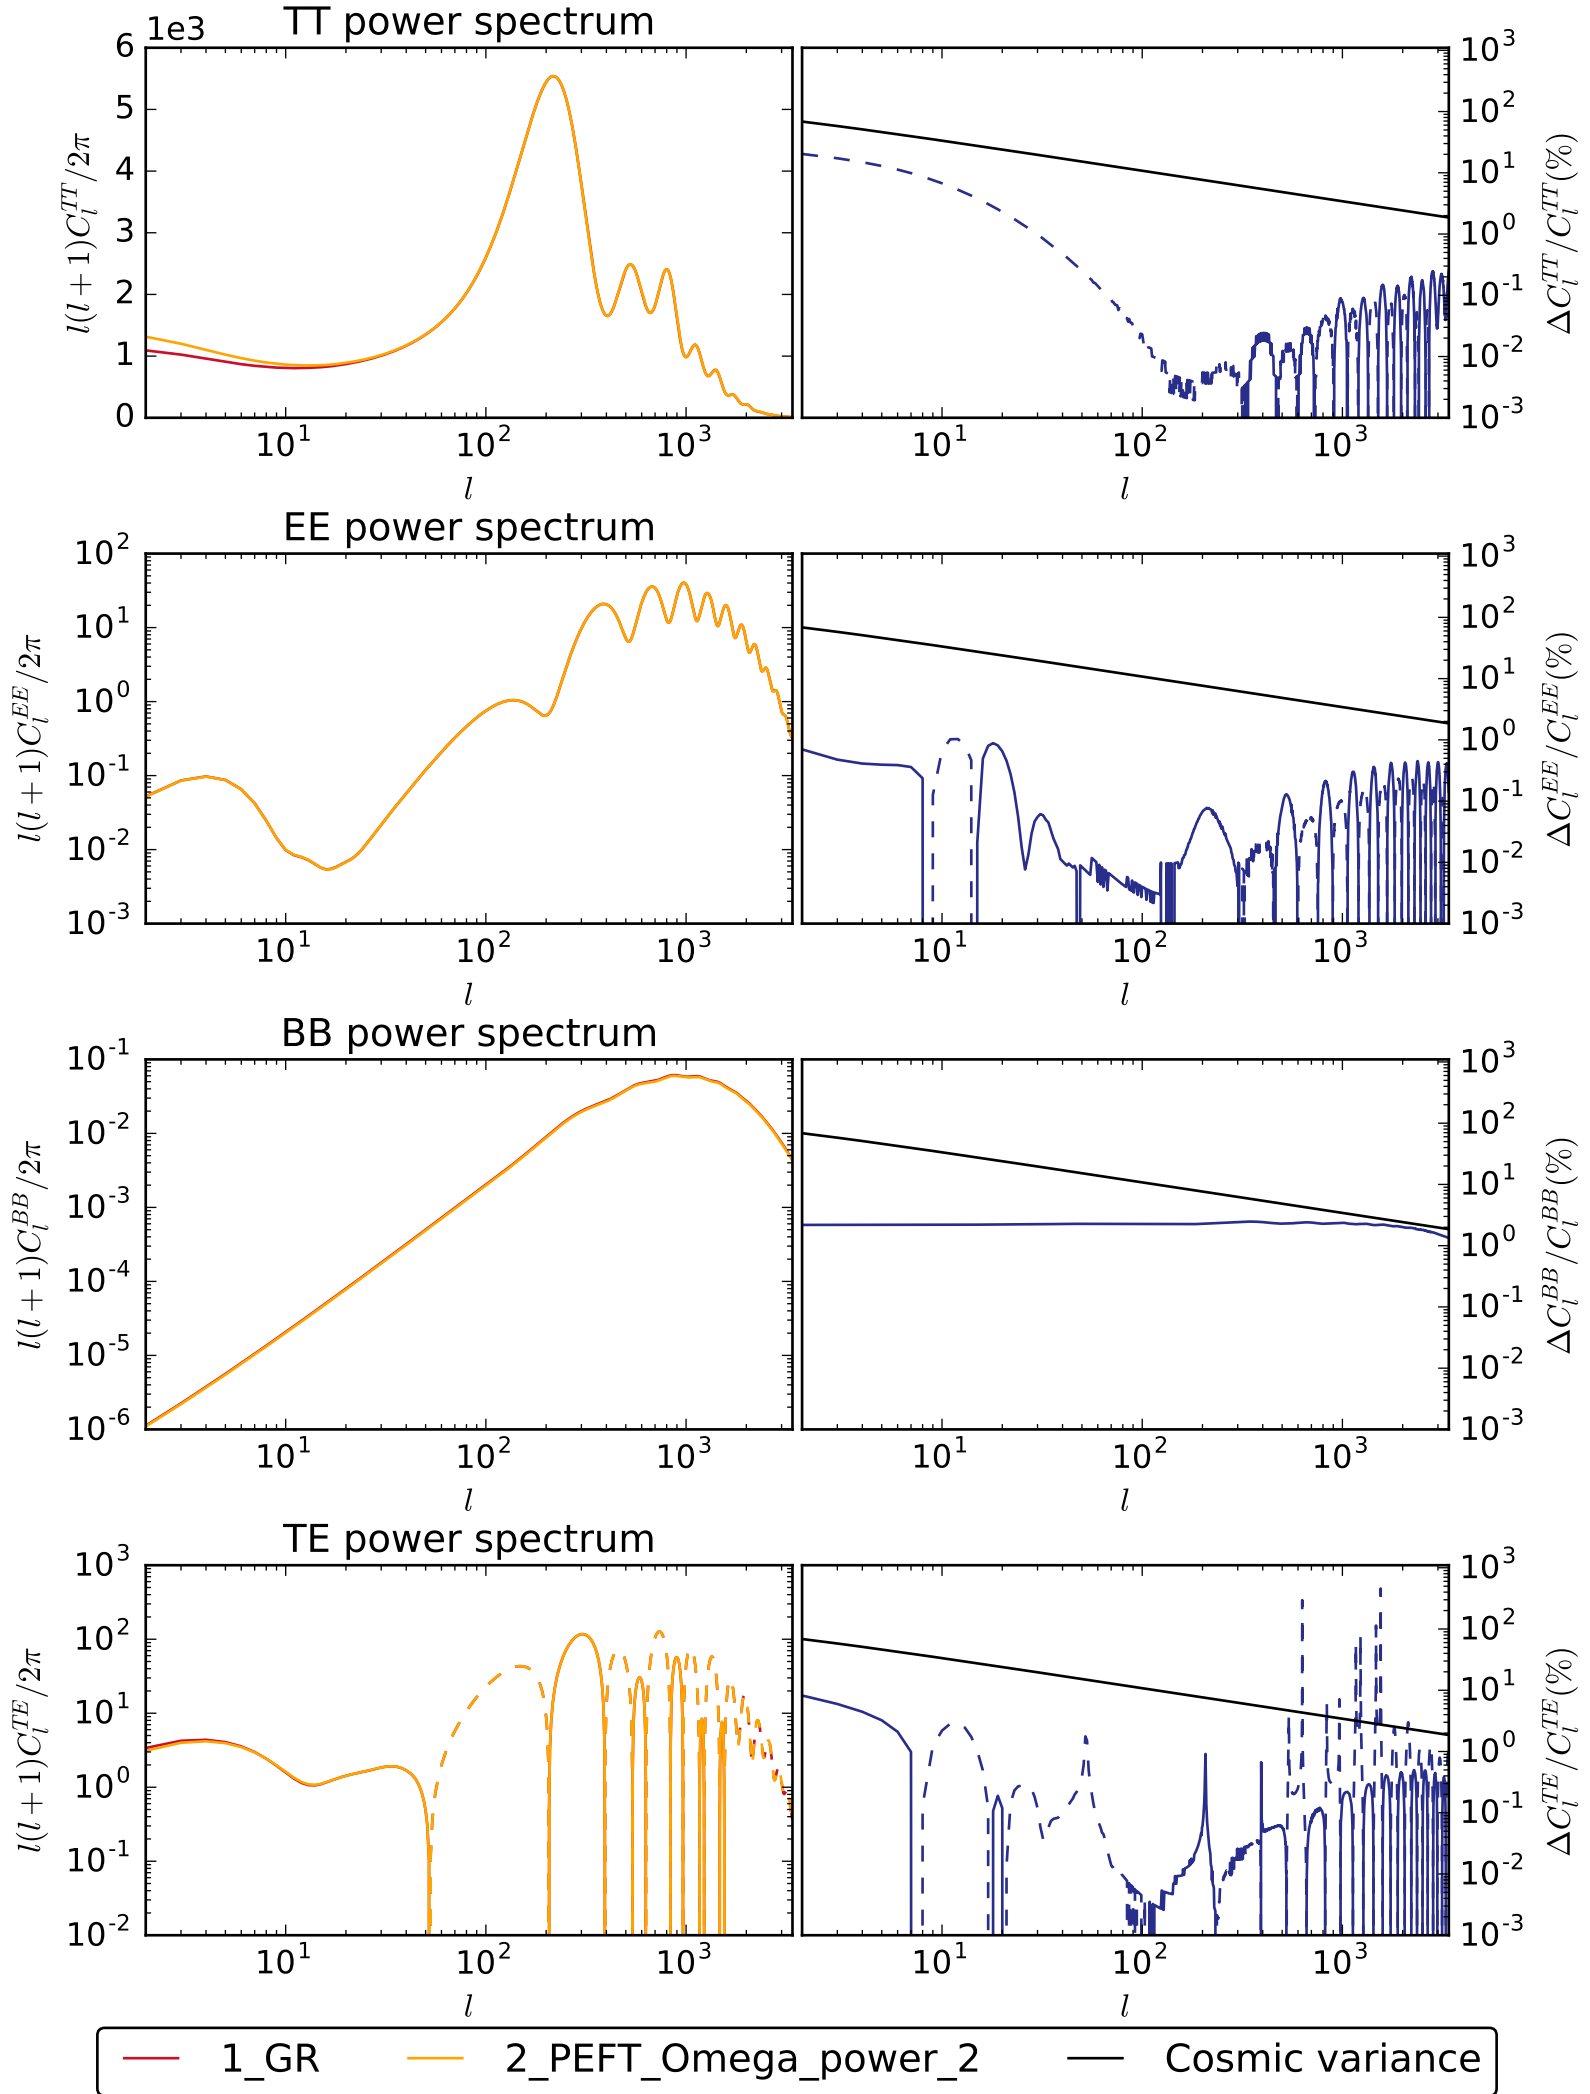 TT power spectrum
1e3
6
5
4
3
2
1
0
10^1 10^2 10^3
l
l(l+1)C_l^{TT}/2π
10^3
10^2
10^1
10^0
10^-1
10^-2
10^-3
10^1 10^2 10^3
l
ΔC_l^{TT}/C_l^{TT}(%)
EE power spectrum
10^2
10^1
10^0
10^-1
10^-2
10^-3
10^1 10^2 10^3
l
l(l+1)C_l^{EE}/2π
10^3
10^2
10^1
10^0
10^-1
10^-2
10^-3
10^1 10^2 10^3
l
ΔC_l^{EE}/C_l^{EE}(%)
BB power spectrum
10^-1
10^-2
10^-3
10^-4
10^-5
10^-6
10^1 10^2 10^3
l
l(l+1)C_l^{BB}/2π
10^3
10^2
10^1
10^0
10^-1
10^-2
10^-3
10^1 10^2 10^3
l
ΔC_l^{BB}/C_l^{BB}(%)
TE power spectrum
10^3
10^2
10^1
10^0
10^-1
10^-2
10^1 10^2 10^3
l
l(l+1)C_l^{TE}/2π
10^3
10^2
10^1
10^0
10^-1
10^-2
10^-3
10^1 10^2 10^3
l
ΔC_l^{TE}/C_l^{TE}(%)
1_GR 2_PEFT_Omega_power_2 Cosmic variance